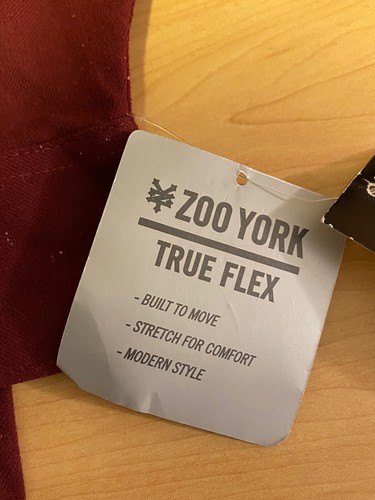 ZOO YORK
TRUE FLEX
- BUILT TO MOVE
- STRETCH FOR COMFORT
- MODERN STYLE